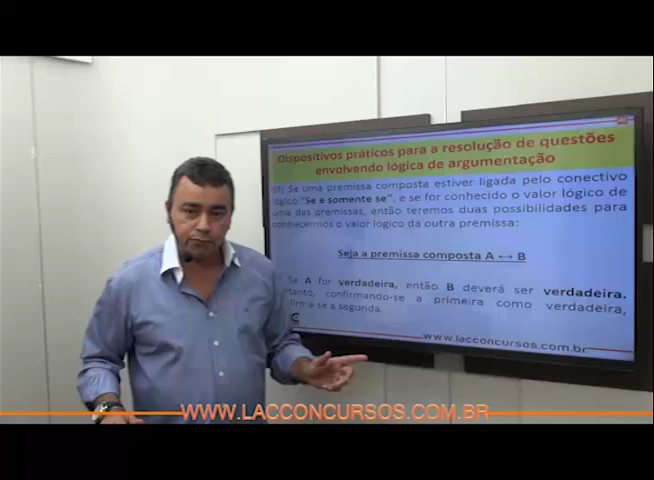 Dispositivos práticos para a resolução de questões
envolvendo lógica de argumentação
Se uma premissa composta estiver ligada pelo conectivo
lógico "Se e somente se", e se for conhecido o valor lógico de
uma das premissas, então teremos duas possibilidades para
conhecermos o valor lógico da outra premissa:
Seja a premissa composta A ↔ B
Se A for verdadeira, então B deverá ser verdadeira.
confirmando-se a primeira como verdadeira,
se a segunda.
www.lacconcursos.com.br
WWW.LACCONCURSOS.COM.BR